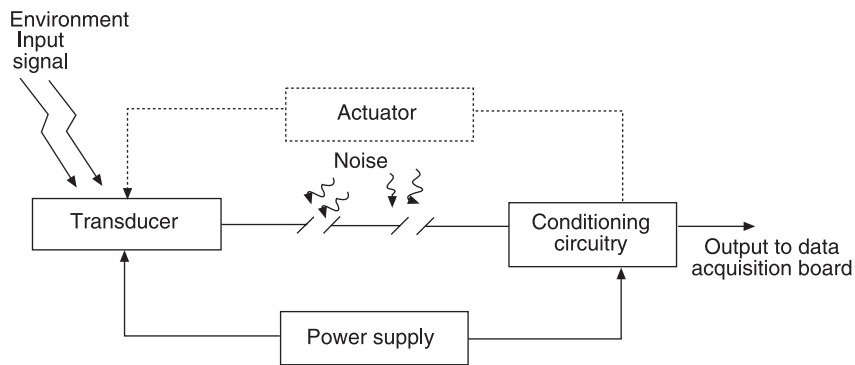 Environment
Input
signal
Actuator
Noise
Transducer
Conditioning
circuitry
Output to data
acquisition board
Power supply